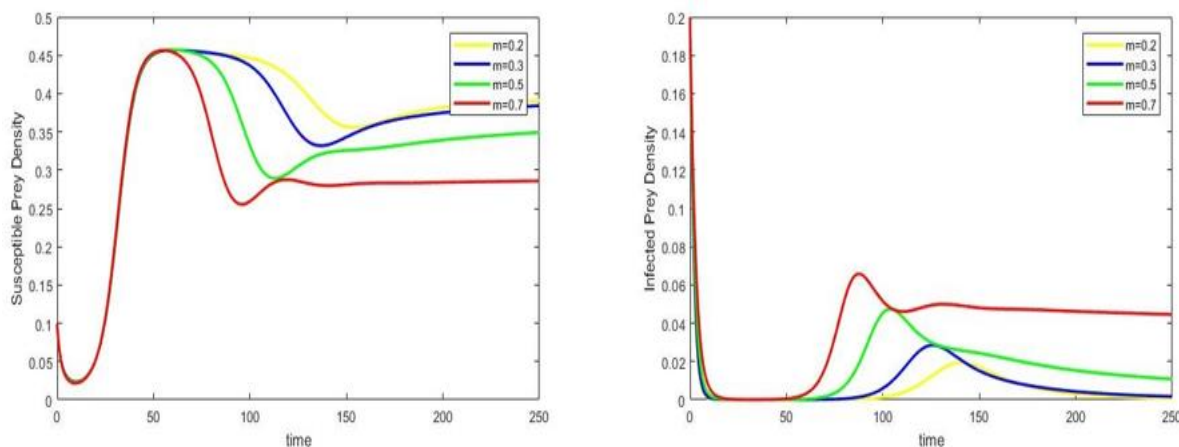 0.5
0.45
0.4
0.35
0.3
0.25
0.2
0.15
0.1
0.05
0
Susceptible Prey Density
0 50 100 150 200 250
time
m=0.2
m=0.3
m=0.5
m=0.7
0.2
0.18
0.16
0.14
0.12
0.1
0.08
0.06
0.04
0.02
0
Infected Prey Density
0 50 100 150 200 250
time
m=0.2
m=0.3
m=0.5
m=0.7